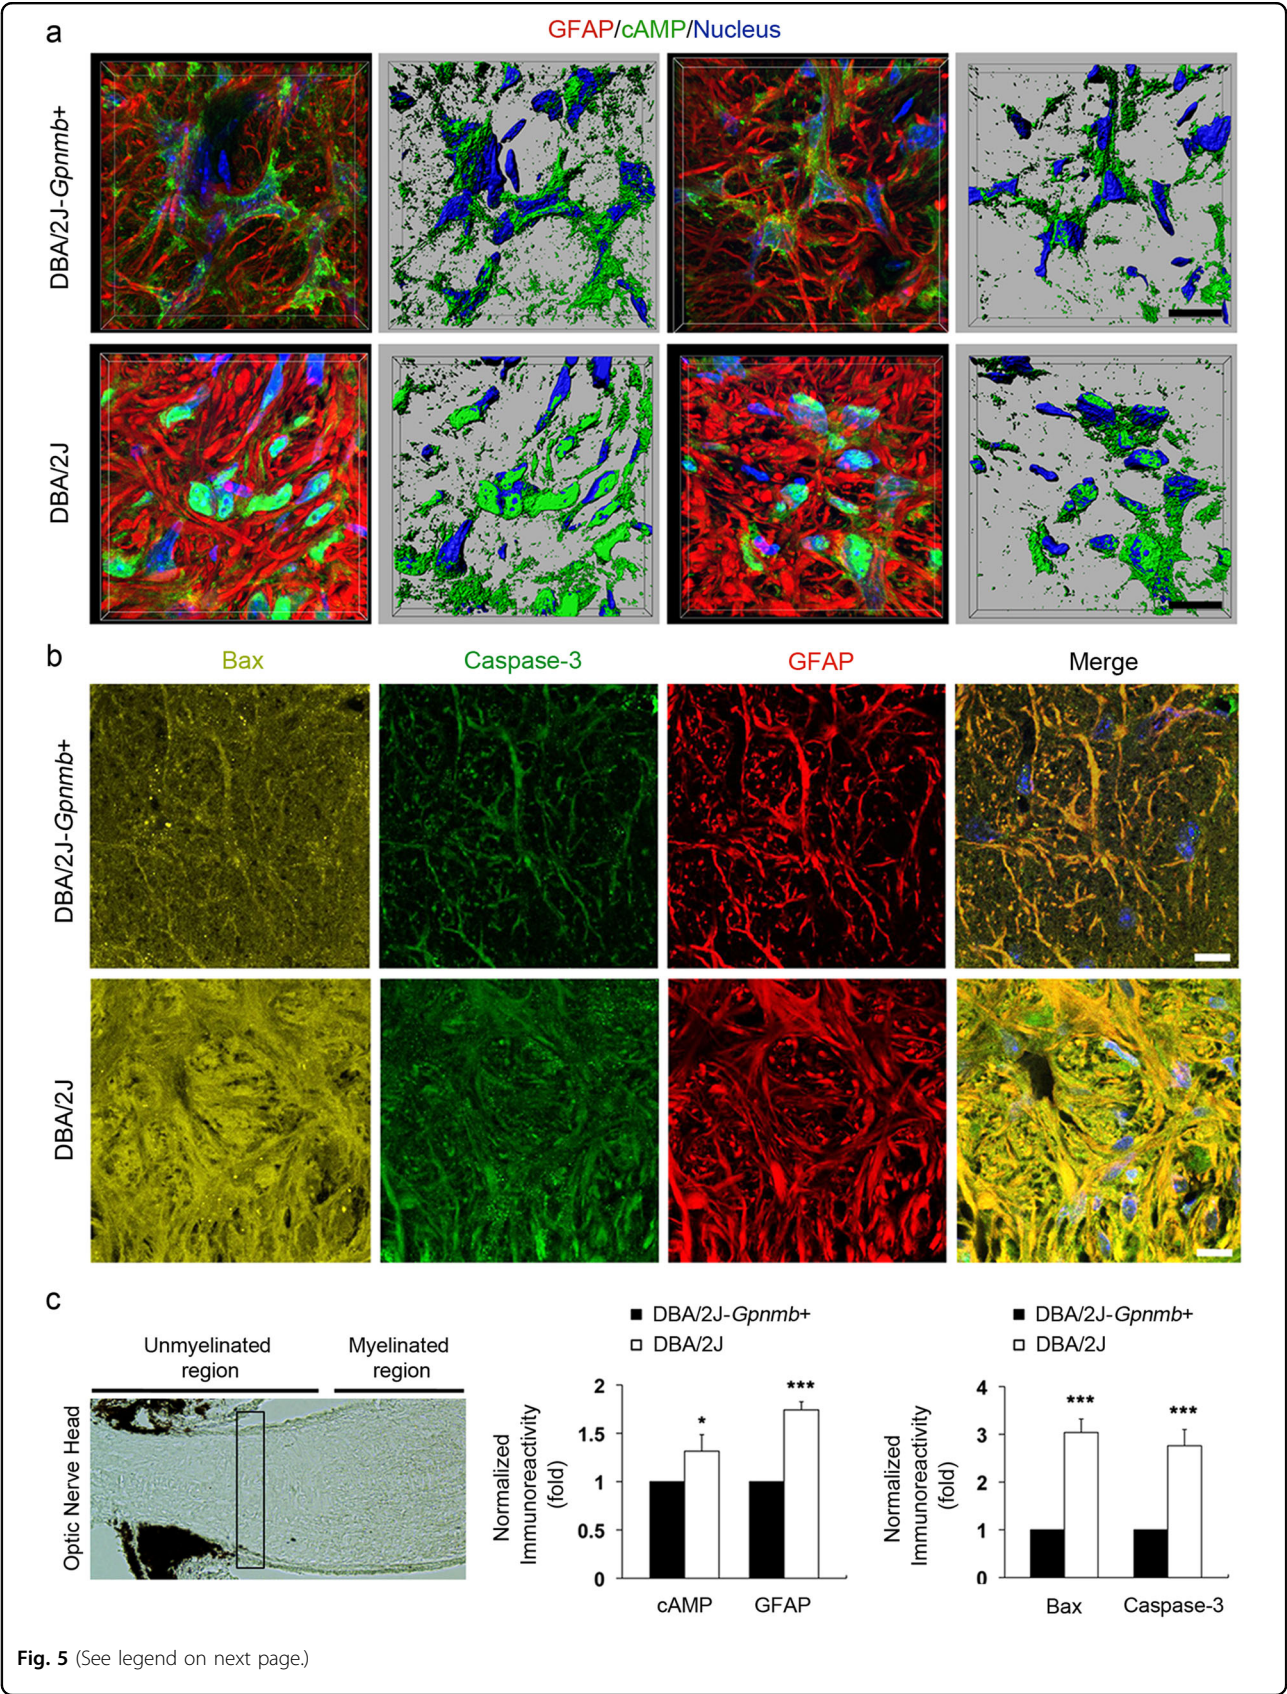 a
GFAP/cAMP/Nucleus
DBA/2J-Gpnmb+
DBA/2J
b
Bax Caspase-3 GFAP Merge
DBA/2J-Gpnmb+
DBA/2J
c
Unmyelinated
region
Myelinated
region
Optic Nerve Head
DBA/2J-Gpnmb+
DBA/2J
Normalized
Immunoreactivity
(fold)
2
1.5
1
0.5
0
*
***
cAMP GFAP
DBA/2J-Gpnmb+
DBA/2J
Normalized
Immunoreactivity
(fold)
4
3
2
1
0
***
***
Bax Caspase-3
Fig. 5 (See legend on next page.)